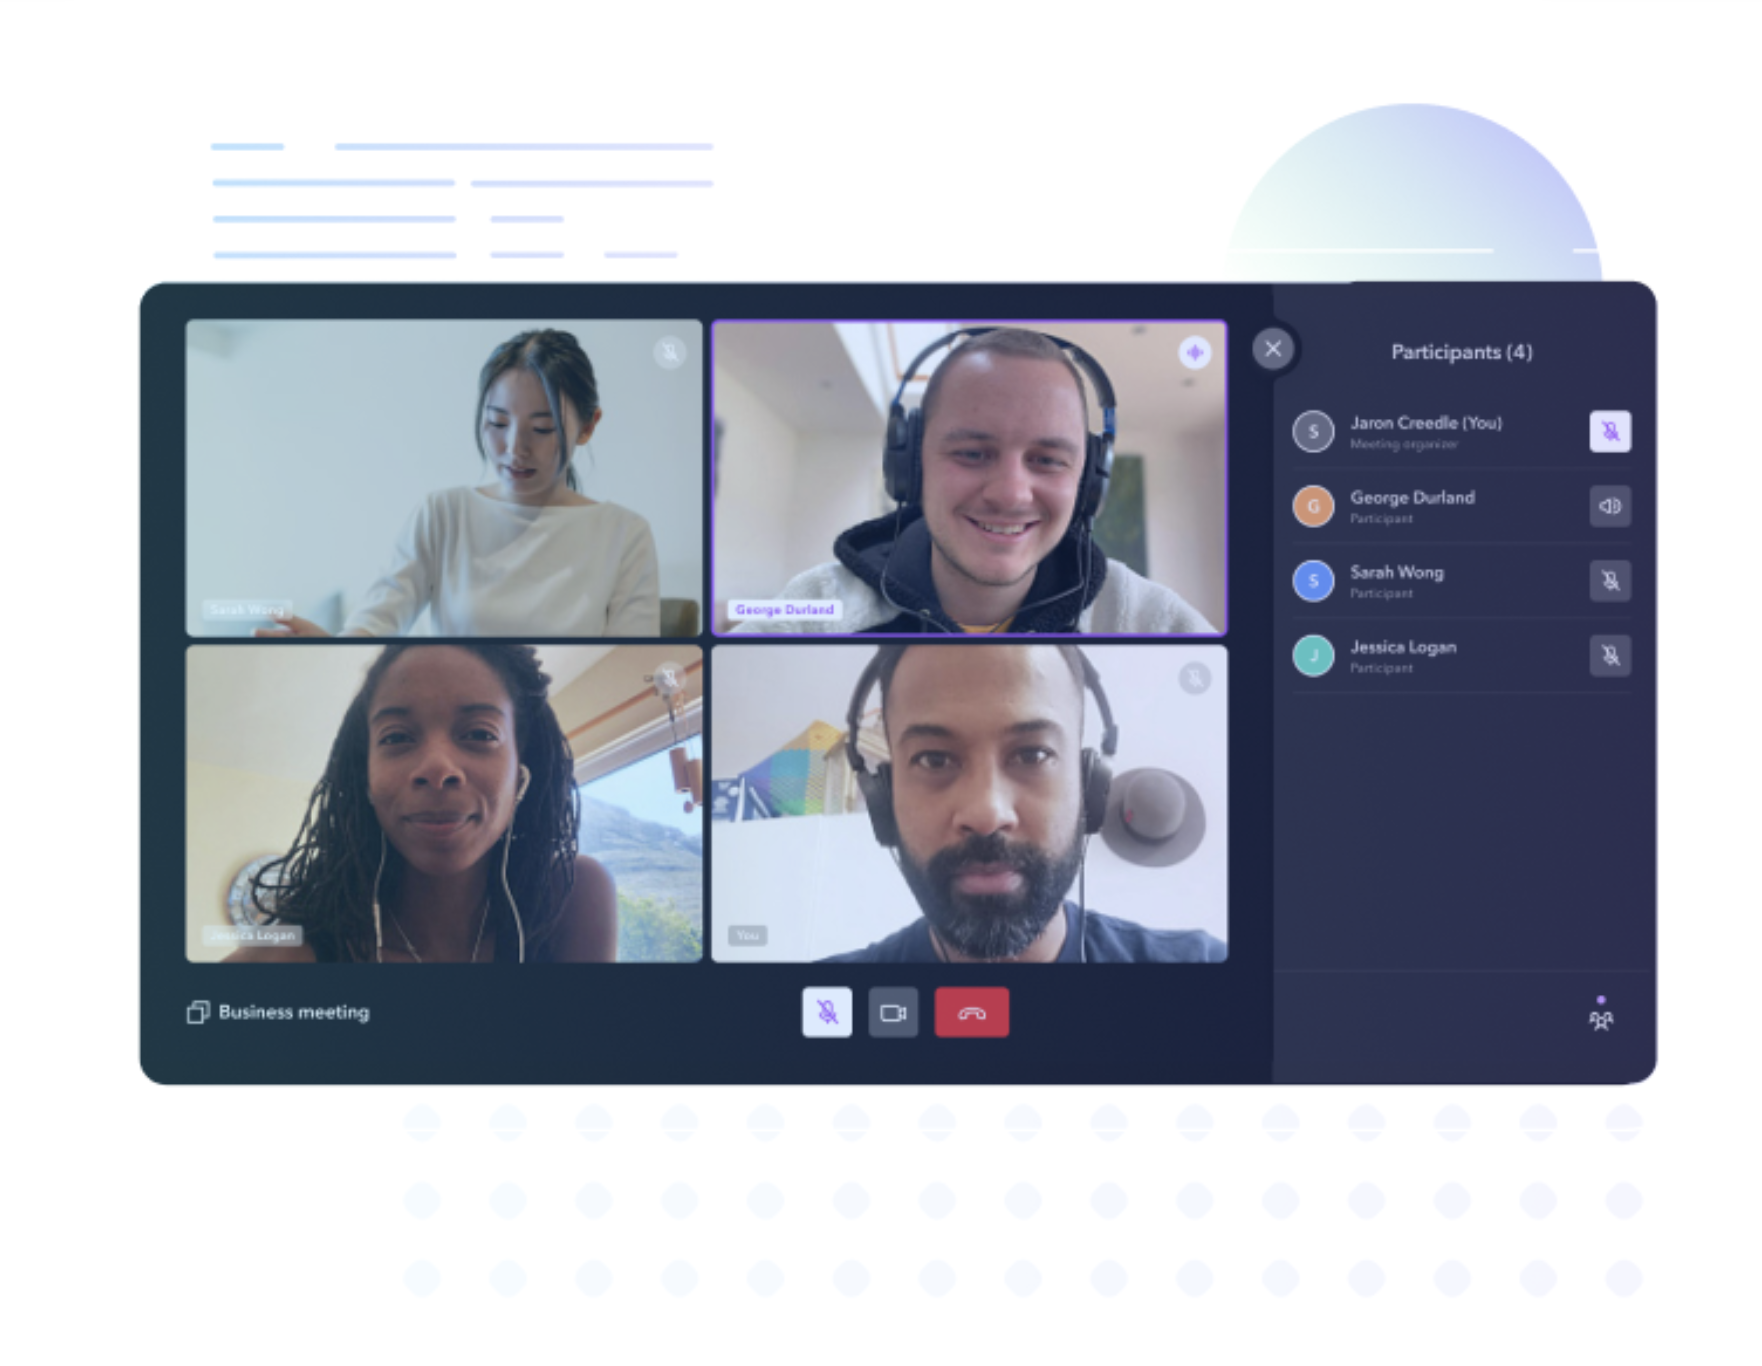 Participants (4)
Sarah Wong
George Durland
Jessica Logan
You
S
Jaron Creedle (You)
Meeting organizer
G
George Durland
Participant
S
Sarah Wong
Participant
J
Jessica Logan
Participant
Business meeting